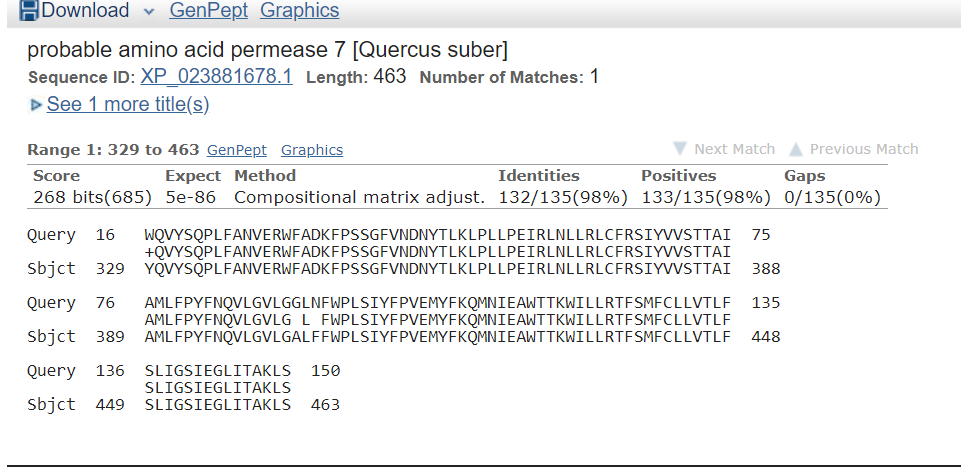 Download GenPept Graphics
probable amino acid permease 7 [Quercus suber]
Sequence ID: XP_023881678.1 Length: 463 Number of Matches: 1
See 1 more title(s)
Range 1: 329 to 463 GenPept Graphics Next Match Previous Match
Score Expect Method Identities Positives Gaps
268 bits(685) 5e-86 Compositional matrix adjust. 132/135(98%) 133/135(98%) 0/135(0%)
Query 16 WQVYSQPLFANVERWFADKFPSSGFVNDNYTLKLPLLPEIRLNLLRLCFRSIYVVSTTAI 75
+QVYSQPLFANVERWFADKFPSSGFVNDNYTLKLPLLPEIRLNLLRLCFRSIYVVSTTAI
Sbjct 329 YQVYSQPLFANVERWFADKFPSSGFVNDNYTLKLPLLPEIRLNLLRLCFRSIYVVSTTAI 388
Query 76 AMLFPYFNQVLGVLGGLNFWPLSIYFPVEMYFKQMNIEAWTTKWILLRTFSMFCLLVTLF 135
AMLFPYFNQVLGVLG L FWPLSIYFPVEMYFKQMNIEAWTTKWILLRTFSMFCLLVTLF
Sbjct 389 AMLFPYFNQVLGVLGALFFWPLSIYFPVEMYFKQMNIEAWTTKWILLRTFSMFCLLVTLF 448
Query 136 SLIGSIEGLITAKLS 150
SLIGSIEGLITAKLS
Sbjct 449 SLIGSIEGLITAKLS 463